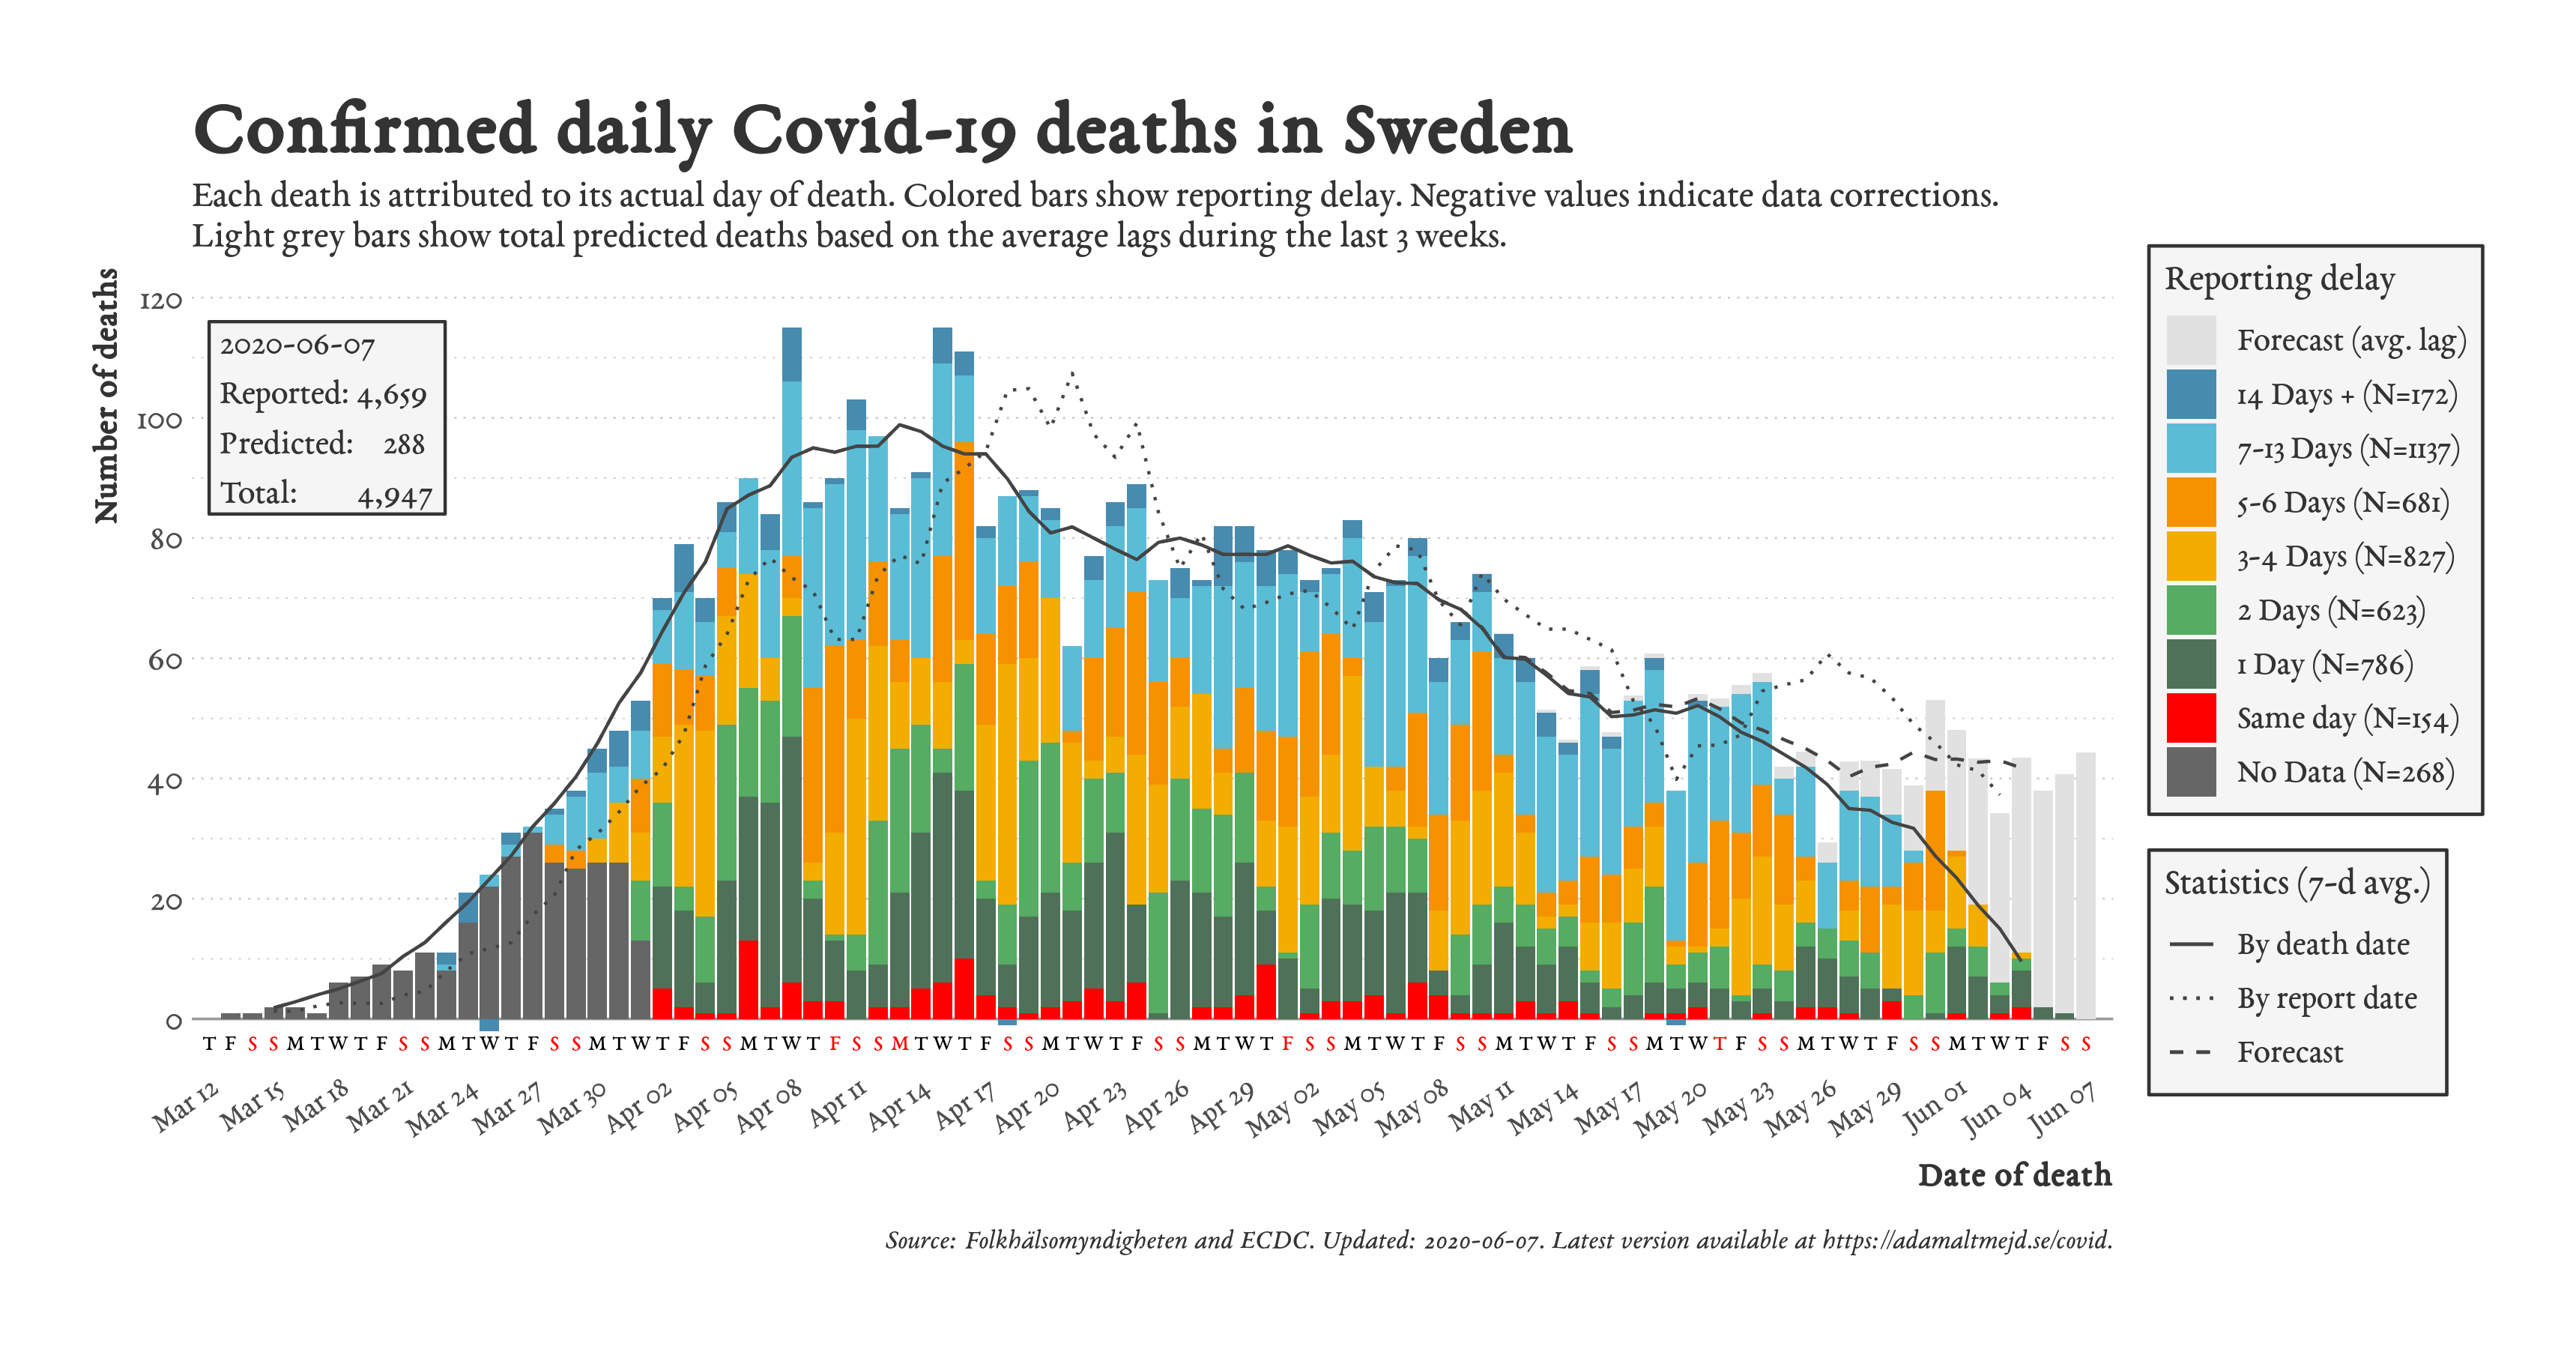 Confirmed daily Covid-19 deaths in Sweden
Each death is attributed to its actual day of death. Colored bars show reporting delay. Negative values indicate data corrections.
Light grey bars show total predicted deaths based on the average lags during the last 3 weeks.
Number of deaths
120
100
80
60
40
20
0
2020-06-07
Reported: 4,659
Predicted: 288
Total: 4,947
T F S S M T W T F S S M T W T F S S M T W T F S S M T W T F S S M T W T F S S M T W T F S S M T W T F S S M T W T F S S M T W T F S S M T W T F S S M T W T F S S M T W T F S S
Mar 12 Mar 15 Mar 18 Mar 21 Mar 24 Mar 27 Mar 30 Apr 02 Apr 05 Apr 08 Apr 11 Apr 14 Apr 17 Apr 20 Apr 23 Apr 26 Apr 29 May 02 May 05 May 08 May 11 May 14 May 17 May 20 May 23 May 26 May 29 Jun 01 Jun 04 Jun 07
Date of death
Reporting delay
Forecast (avg. lag)
14 Days + (N=172)
7-13 Days (N=1137)
5-6 Days (N=681)
3-4 Days (N=827)
2 Days (N=623)
1 Day (N=786)
Same day (N=154)
No Data (N=268)
Statistics (7-d avg.)
By death date
By report date
Forecast
Source: Folkhälsomyndigheten and ECDC. Updated: 2020-06-07. Latest version available at https://adamaltmejd.se/covid.